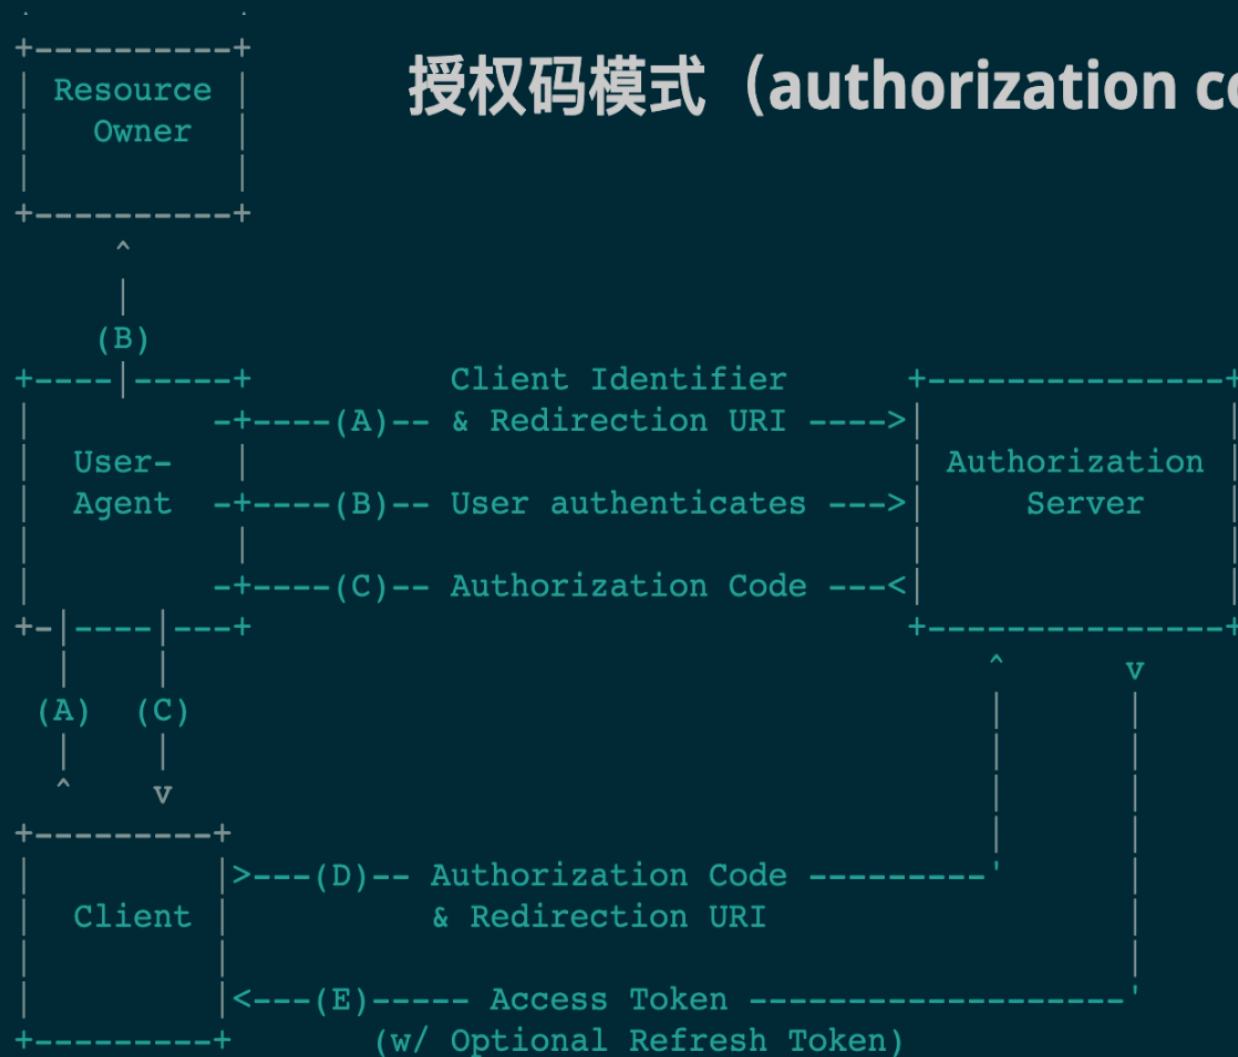 授权码模式（authorization co
+----------+
| Resource |
|   Owner  |
|          |
+----------+
     ^
     |
    (B)
+----|-----+          Client Identifier      +---------------+
|         -+----(A)-- & Redirection URI ---->|               |
|  User-   |                                 | Authorization |
|  Agent  -+----(B)-- User authenticates --->|     Server    |
|          |                                 |               |
|         -+----(C)-- Authorization Code ---<|               |
+-|----|---+                                 +---------------+
  |    |                                         ^      v
 (A)  (C)                                        |      |
  |    |                                         |      |
  ^    v                                         |      |
+---------+                                      |      |
|         |>---(D)-- Authorization Code ---------'      |
|  Client |          & Redirection URI                  |
|         |                                             |
|         |<---(E)----- Access Token -------------------'
+---------+       (w/ Optional Refresh Token)